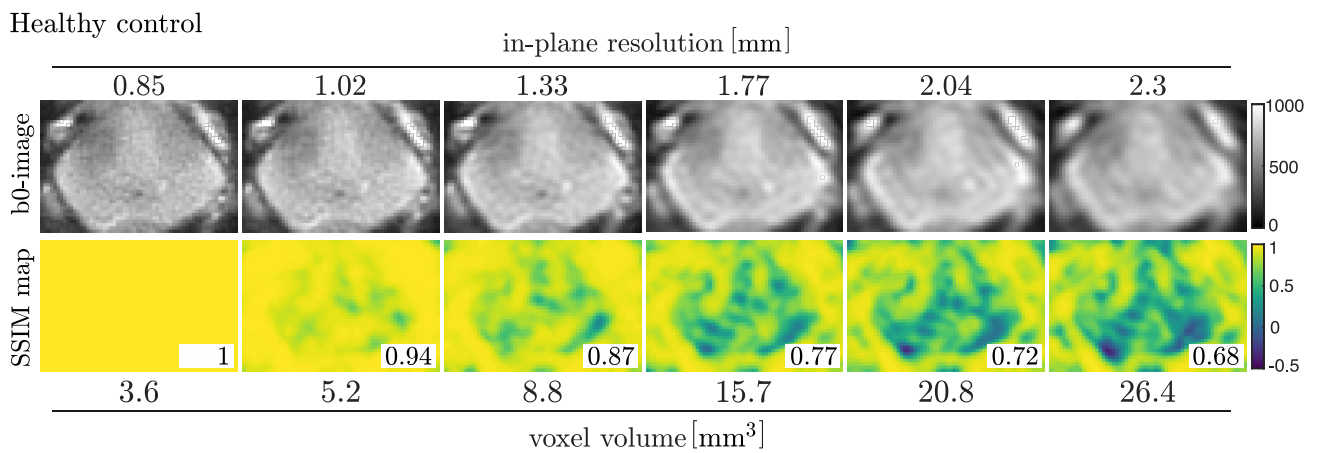 Healthy control
in-plane resolution [mm]
0.85 1.02 1.33 1.77 2.04 2.3
b0-image
1000
500
0
SSIM map
1
0.5
0
-0.5
1 0.94 0.87 0.77 0.72 0.68
3.6 5.2 8.8 15.7 20.8 26.4
voxel volume [mm³]